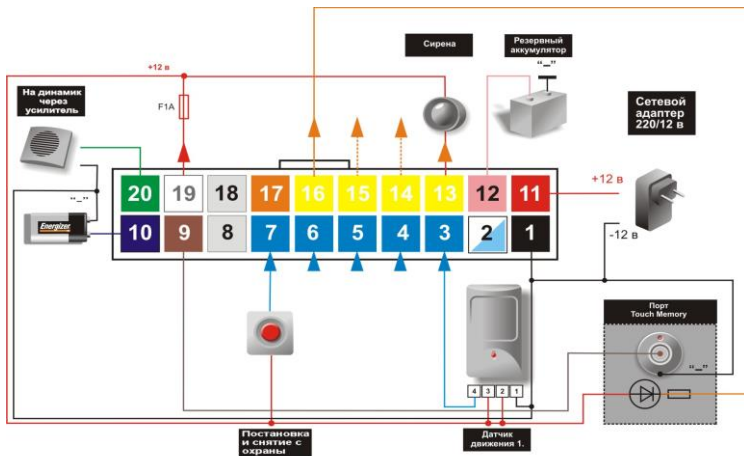 Сирена
Резервный
аккумулятор
“–”
+12 в
На динамик
через
усилитель
F1A
Сетевой
адаптер
220/12 в
20 19 18 17 16 15 14 13 12 11
+12 в
“–”
Energizer
10 9 8 7 6 5 4 3 2 1
-12 в
Порт
Touch Memory
“–”
4 3 2 1
Постановка
и снятие с
охраны
Датчик
движения 1.